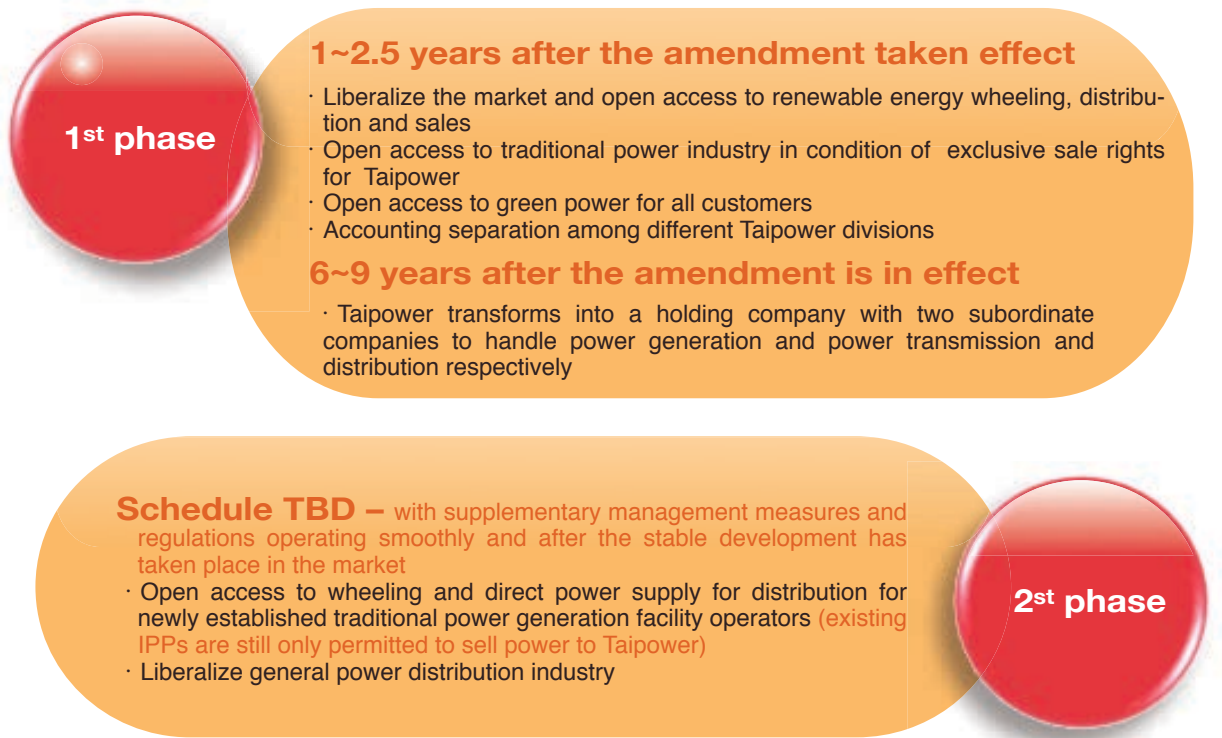 1st phase
1~2.5 years after the amendment taken effect
· Liberalize the market and open access to renewable energy wheeling, distribu-
tion and sales
· Open access to traditional power industry in condition of exclusive sale rights
for Taipower
· Open access to green power for all customers
· Accounting separation among different Taipower divisions
6~9 years after the amendment is in effect
· Taipower transforms into a holding company with two subordinate
companies to handle power generation and power transmission and
distribution respectively
Schedule TBD – with supplementary management measures and
regulations operating smoothly and after the stable development has
taken place in the market
· Open access to wheeling and direct power supply for distribution for
newly established traditional power generation facility operators (existing
IPPs are still only permitted to sell power to Taipower)
· Liberalize general power distribution industry
2st phase